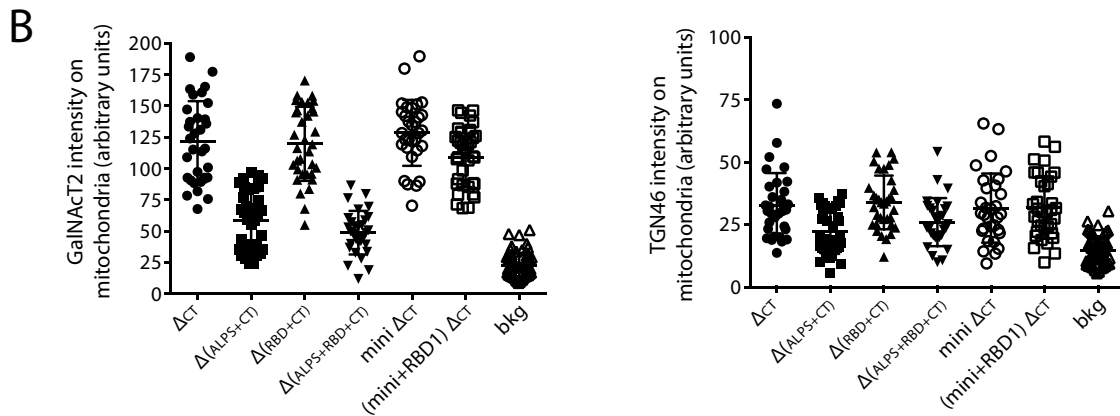 B
GalNAcT2 intensity on
mitochondria (arbitrary units)
200
175
150
125
100
75
50
25
0
ΔCT
Δ(ALPS+CT)
Δ(RBD+CT)
Δ(ALPS+RBD+CT)
mini ΔCT
(mini+RBD1) ΔCT
bkg
TGN46 intensity on
mitochondria (arbitrary units)
100
75
50
25
0
ΔCT
Δ(ALPS+CT)
Δ(RBD+CT)
Δ(ALPS+RBD+CT)
mini ΔCT
(mini+RBD1) ΔCT
bkg